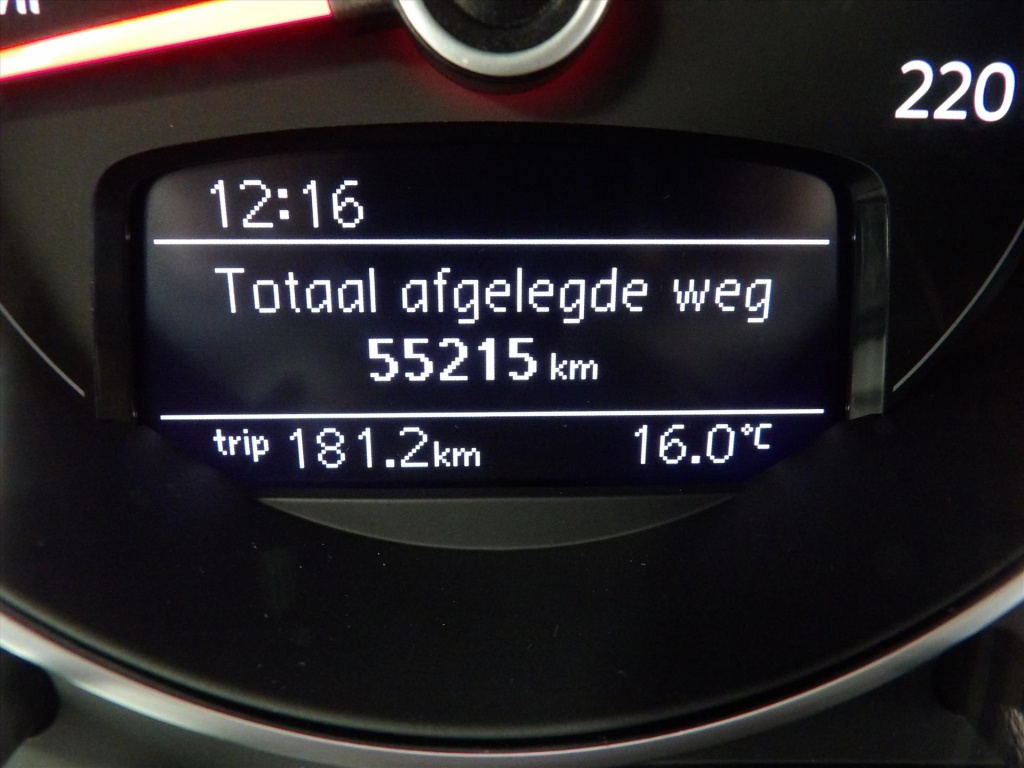 220
12:16
Totaal afgelegde weg
55215 km
trip 181.2km 16.0°C